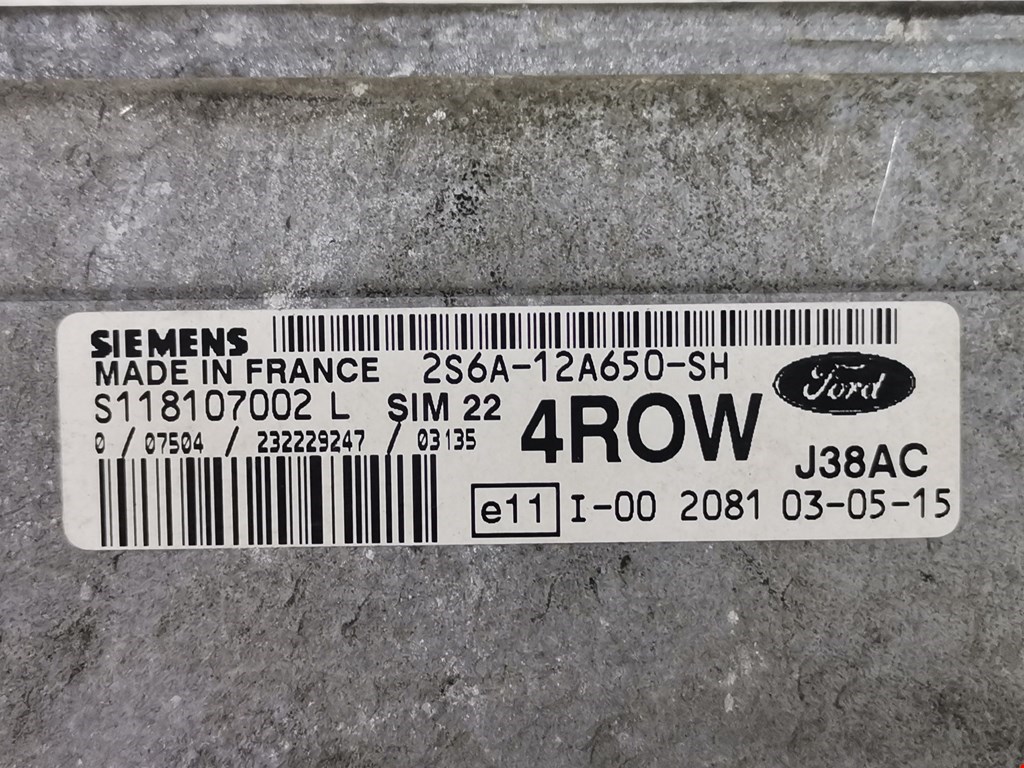 SIEMENS
MADE IN FRANCE 2S6A-12A650-SH
Ford
S118107002 L SIM 22
4ROW
0 / 07504 / 232229247 / 03135
J38AC
e11 I-00 2081 03-05-15